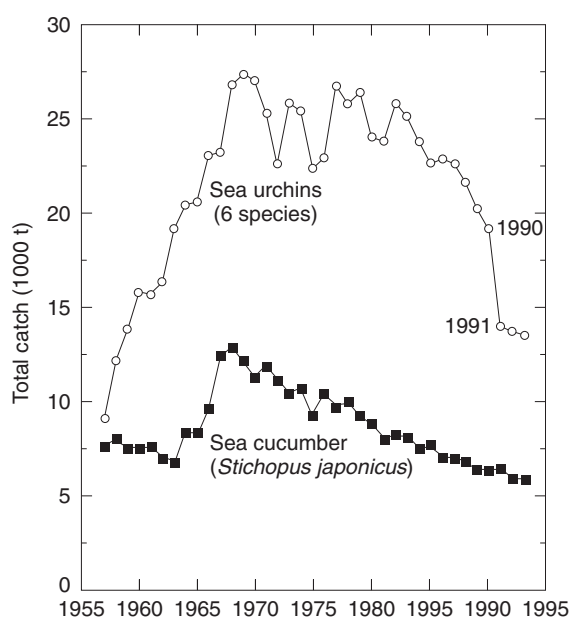 30
25
20
15
10
5
0
Total catch (1000 t)
Sea urchins
(6 species)
1990
1991
Sea cucumber
(Stichopus japonicus)
1955 1960 1965 1970 1975 1980 1985 1990 1995